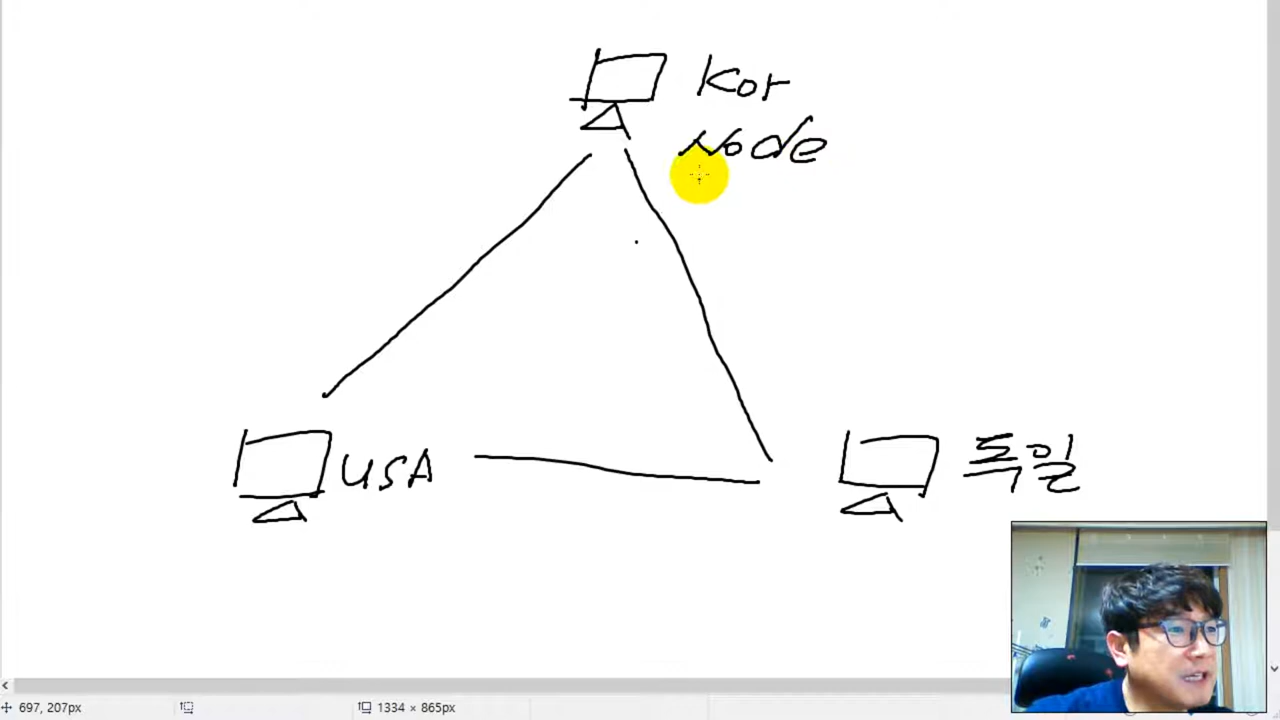 Kor
Node
USA
독일
697, 207px
1334 × 865px